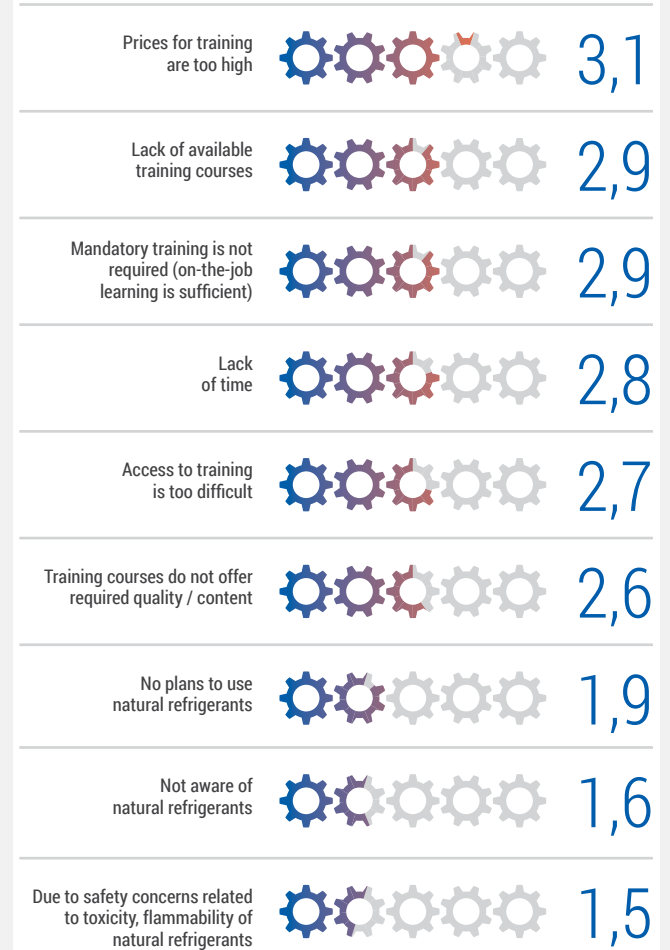 Prices for training
are too high
3,1
Lack of available
training courses
2,9
Mandatory training is not
required (on-the-job
learning is sufficient)
2,9
Lack
of time
2,8
Access to training
is too difficult
2,7
Training courses do not offer
required quality / content
2,6
No plans to use
natural refrigerants
1,9
Not aware of
natural refrigerants
1,6
Due to safety concerns related
to toxicity, flammability of
natural refrigerants
1,5